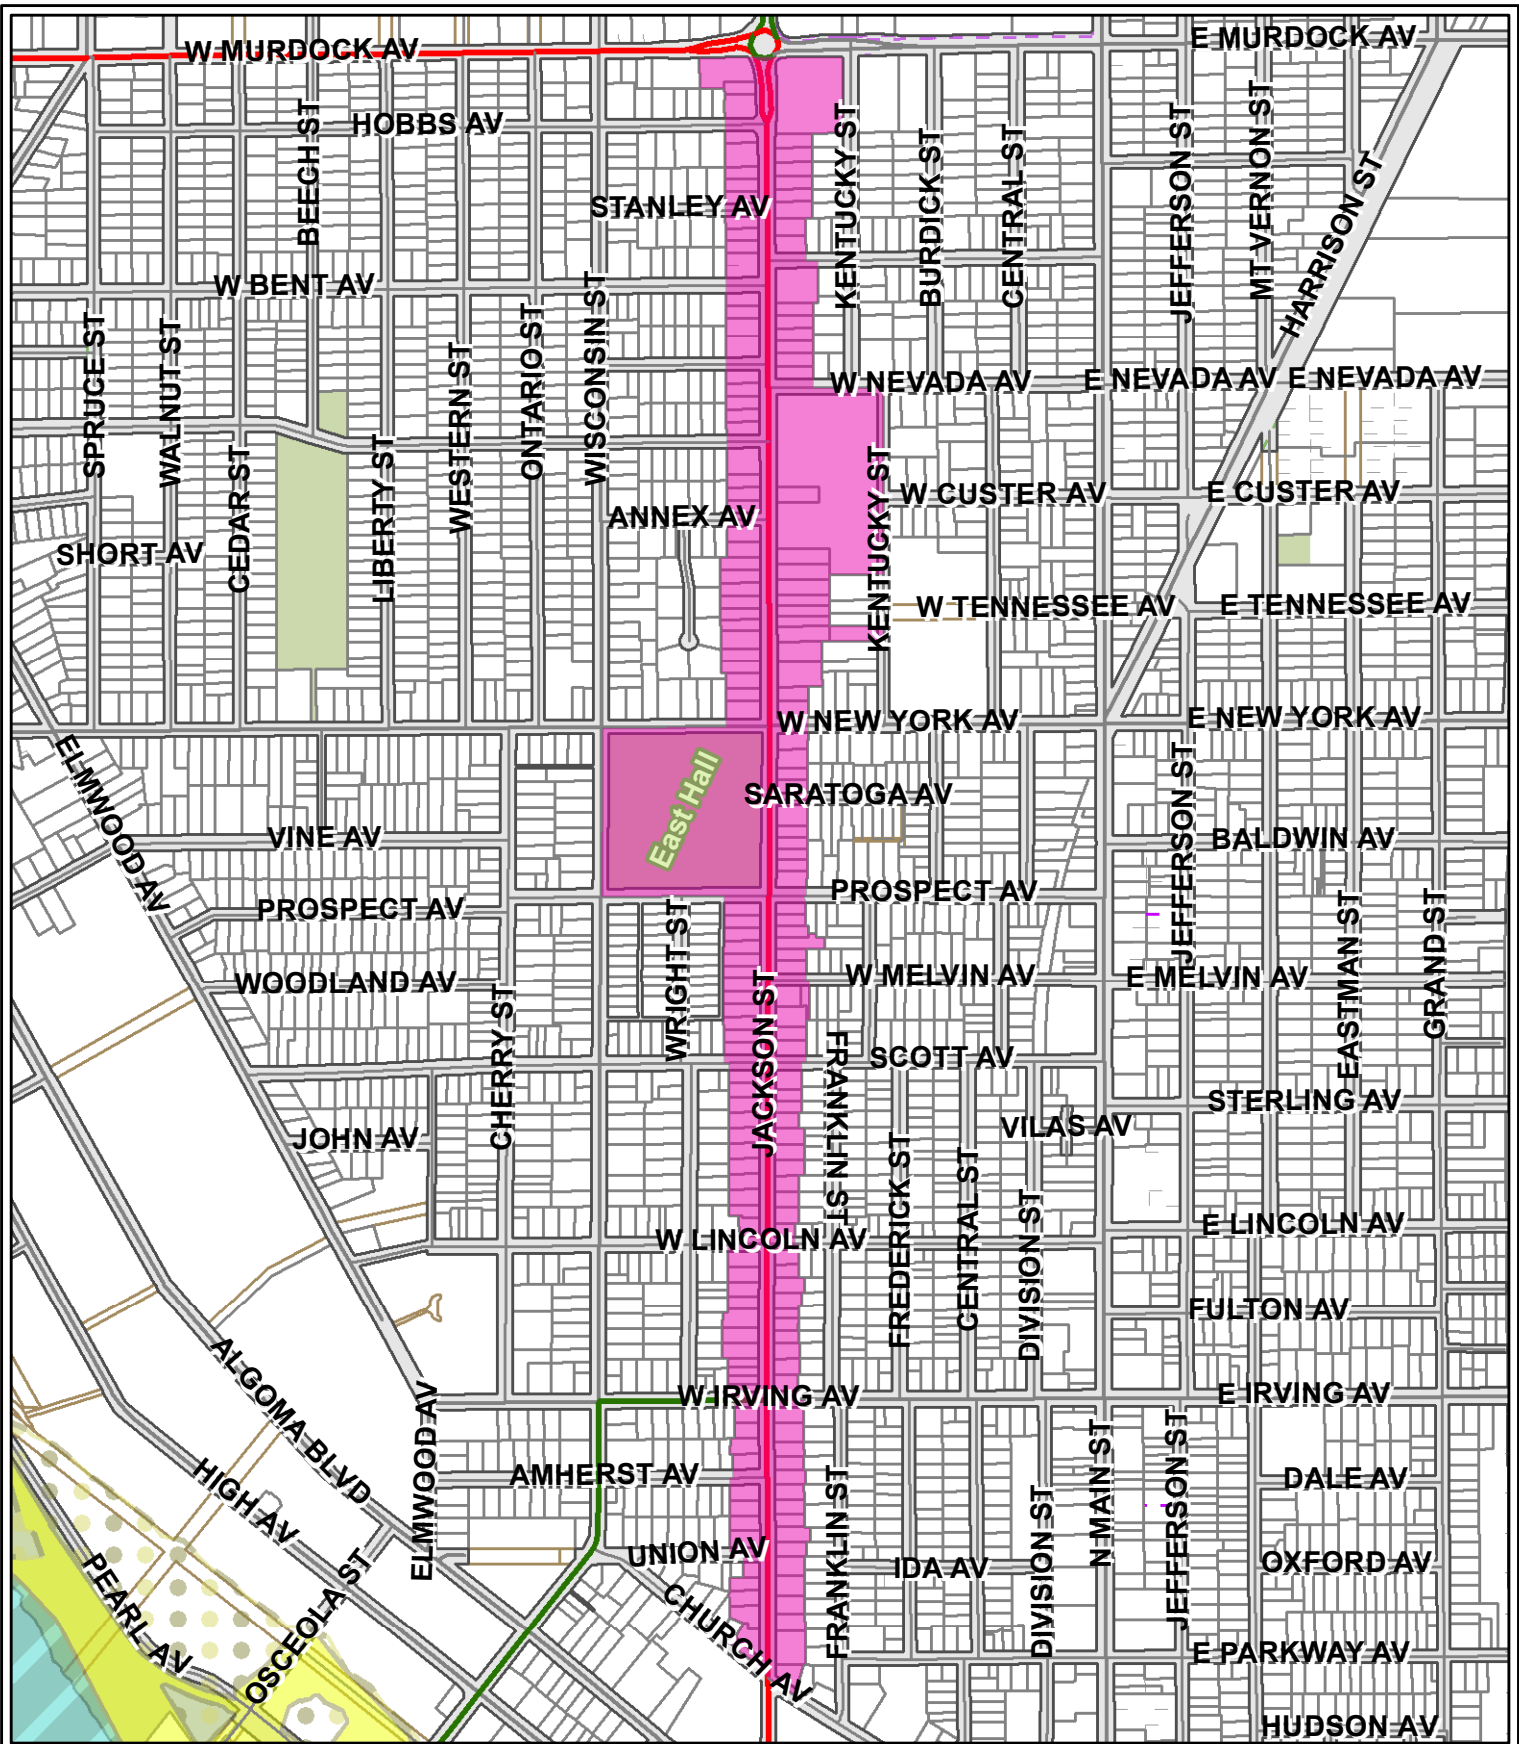 W MURDOCK AV
E MURDOCK AV
HOBBS AV
BEECH ST
KENTUCKY ST
BURDICK ST
CENTRAL ST
JEFFERSON ST
MT VERNON ST
HARRISON ST
STANLEY AV
W BENT AV
SPRUCE ST
WALNUT ST
CEDAR ST
LIBERTY ST
WESTERN ST
ONTARIO ST
WISCONSIN ST
W NEVADA AV
E NEVADA AV
E NEVADA AV
KENTUCKY ST
W CUSTER AV
E CUSTER AV
ANNEX AV
SHORT AV
W TENNESSEE AV
E TENNESSEE AV
W NEW YORK AV
E NEW YORK AV
ELMWOOD AV
East Hall
SARATOGA AV
JEFFERSON ST
VINE AV
BALDWIN AV
PROSPECT AV
PROSPECT AV
WRIGHT ST
EASTMAN ST
GRAND ST
WOODLAND AV
W MELVIN AV
E MELVIN AV
CHERRY ST
JACKSON ST
FRANKLIN ST
SCOTT AV
STERLING AV
JOHN AV
VILAS AV
FREDERICK ST
CENTRAL ST
DIVISION ST
W LINCOLN AV
E LINCOLN AV
FULTON AV
ALGOMA BLVD
ELMWOOD AV
W IRVING AV
E IRVING AV
HIGH AV
AMHERST AV
FRANKLIN ST
DIVISION ST
N MAIN ST
JEFFERSON ST
DALE AV
PEARL AV
OSCEOLA ST
UNION AV
CHURCH AV
IDA AV
OXFORD AV
E PARKWAY AV
HUDSON AV